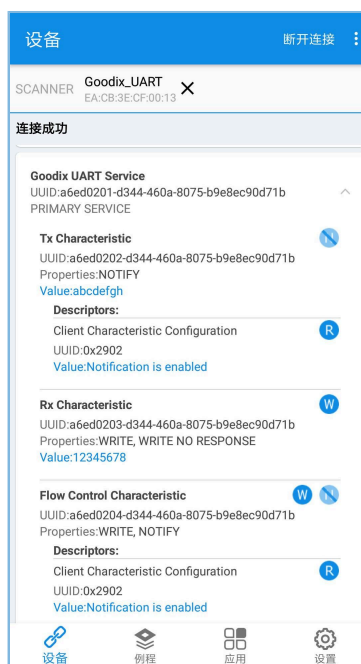 设备
断开连接
SCANNER
Goodix_UART
EA:CB:3E:CF:00:13
连接成功
Goodix UART Service
UUID:a6ed0201-d344-460a-8075-b9e8ec90d71b
PRIMARY SERVICE
Tx Characteristic
N
UUID:a6ed0202-d344-460a-8075-b9e8ec90d71b
Properties:NOTIFY
Value:abcdefgh
Descriptors:
Client Characteristic Configuration
R
UUID:0x2902
Value:Notification is enabled
Rx Characteristic
W
UUID:a6ed0203-d344-460a-8075-b9e8ec90d71b
Properties:WRITE, WRITE NO RESPONSE
Value:12345678
Flow Control Characteristic
W N
UUID:a6ed0204-d344-460a-8075-b9e8ec90d71b
Properties:WRITE, NOTIFY
Descriptors:
Client Characteristic Configuration
R
UUID:0x2902
Value:Notification is enabled
设备
例程
应用
设置